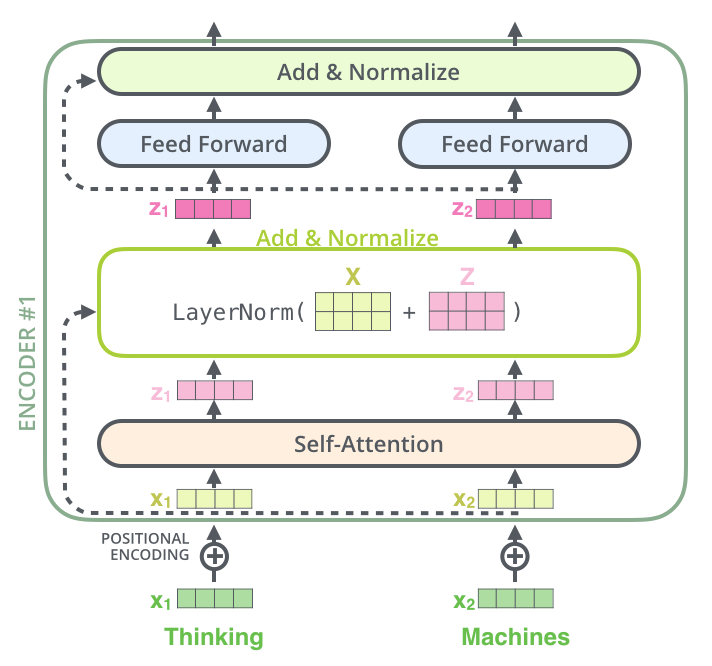 Add & Normalize
Feed Forward
Feed Forward
z1
z2
Add & Normalize
X
Z
LayerNorm( + )
ENCODER #1
z1
z2
Self-Attention
x1
x2
POSITIONAL
ENCODING
x1
x2
Thinking
Machines